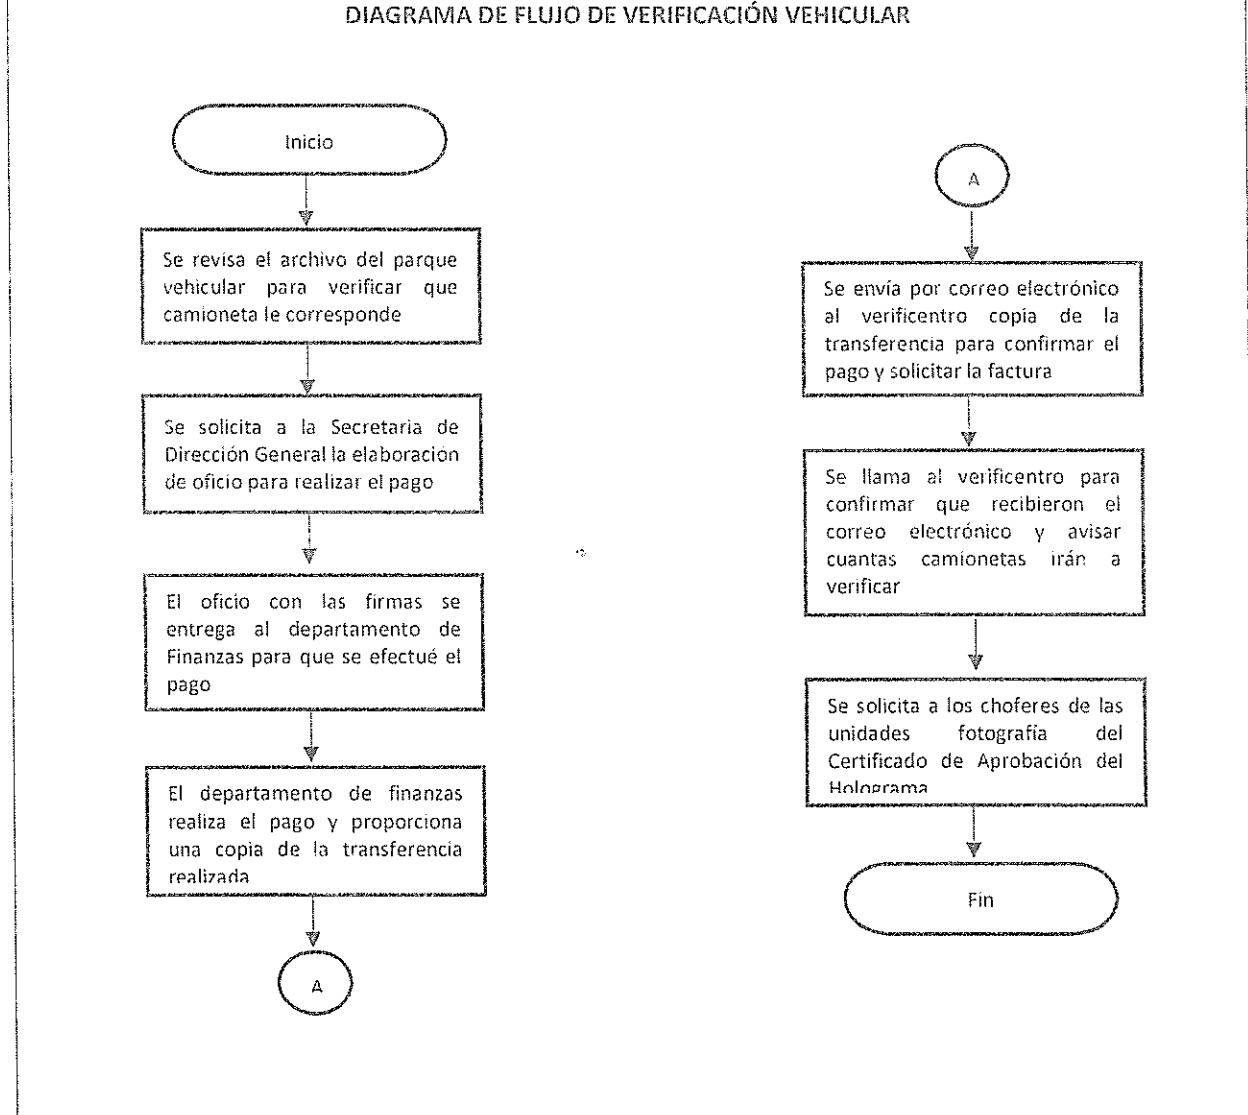 DIAGRAMA DE FLUJO DE VERIFICACIÓN VEHICULAR
Inicio
Se revisa el archivo del parque
vehicular para verificar que
camioneta le corresponde
Se solicita a la Secretaria de
Dirección General la elaboración
de oficio para realizar el pago
El oficio con las firmas se
entrega al departamento de
Finanzas para que se efectué el
pago
El departamento de finanzas
realiza el pago y proporciona
una copia de la transferencia
realizada
A
A
Se envía por correo electrónico
al verificentro copia de la
transferencia para confirmar el
pago y solicitar la factura
Se llama al verificentro para
confirmar que recibieron el
correo electrónico y avisar
cuantas camionetas irán a
verificar
Se solicita a los choferes de las
unidades fotografía del
Certificado de Aprobación del
Holograma
Fin